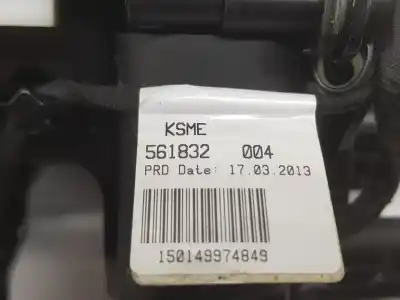 KSME
561832 004
PRD Date: 17.03.2013
150149974849